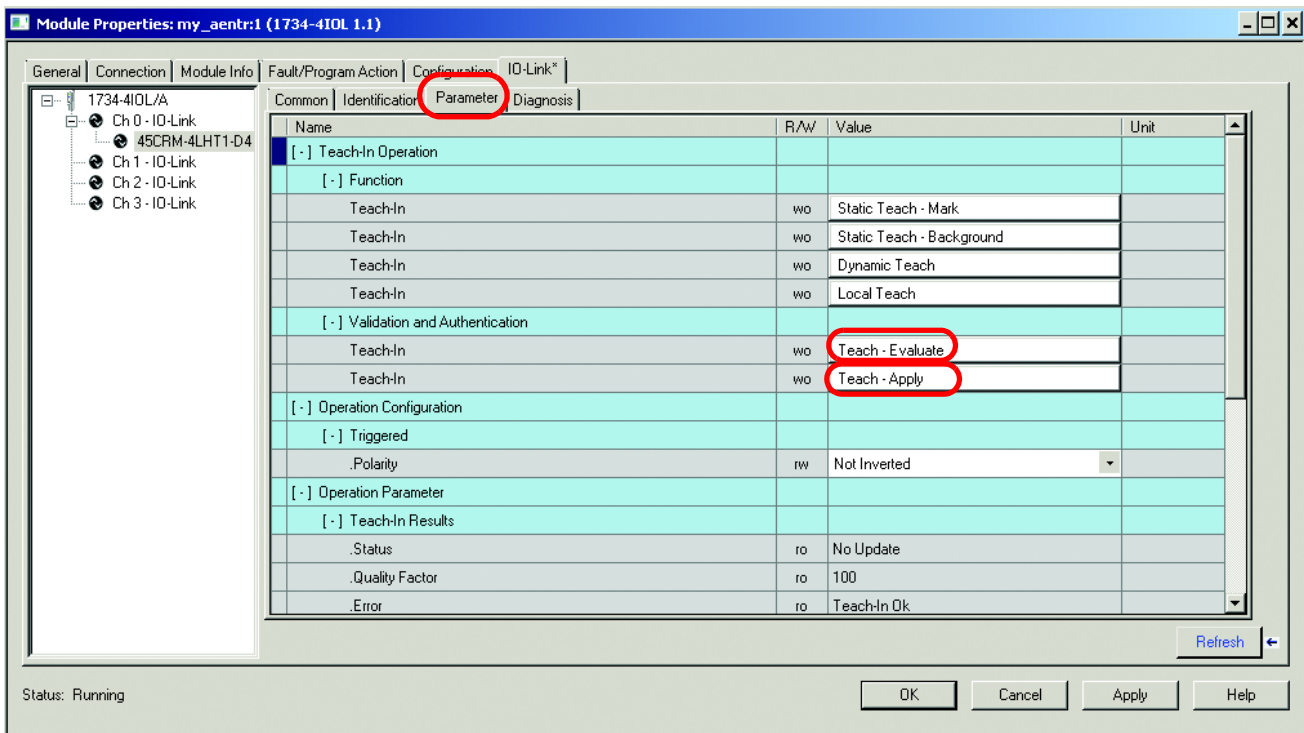 Module Properties: my_aentr:1 (1734-4IOL 1.1)
General Connection Module Info Fault/Program Action Configuration IO-Link*
1734-4IOL/A
Ch 0 - IO-Link
45CRM-4LHT1-D4
Ch 1 - IO-Link
Ch 2 - IO-Link
Ch 3 - IO-Link
Common Identification Parameter Diagnosis
Name R/W Value Unit
[-] Teach-In Operation
[-] Function
Teach-In wo Static Teach - Mark
Teach-In wo Static Teach - Background
Teach-In wo Dynamic Teach
Teach-In wo Local Teach
[-] Validation and Authentication
Teach-In wo Teach - Evaluate
Teach-In wo Teach - Apply
[-] Operation Configuration
[-] Triggered
.Polarity rw Not Inverted
[-] Operation Parameter
[-] Teach-In Results
.Status ro No Update
.Quality Factor ro 100
.Error ro Teach-In Ok
Refresh
Status: Running
OK Cancel Apply Help